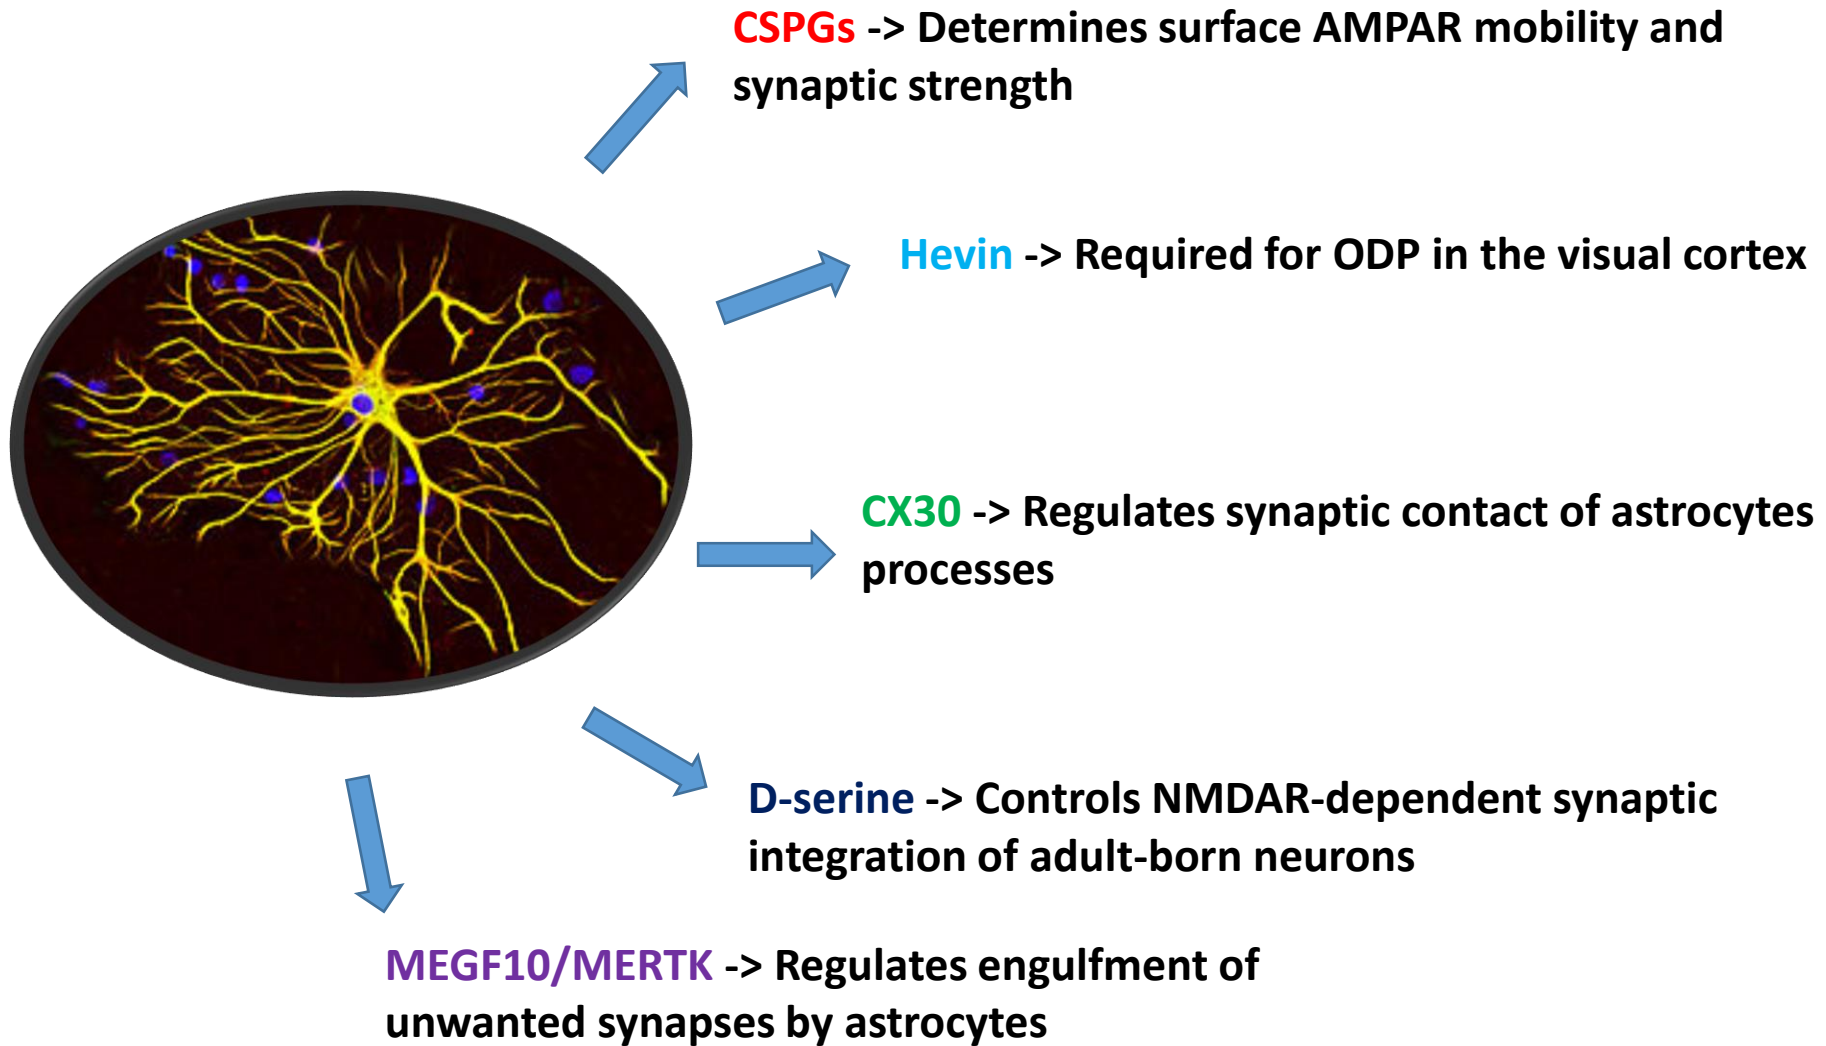 CSPGs -> Determines surface AMPAR mobility and
synaptic strength
Hevin -> Required for ODP in the visual cortex
CX30 -> Regulates synaptic contact of astrocytes
processes
D-serine -> Controls NMDAR-dependent synaptic
integration of adult-born neurons
MEGF10/MERTK -> Regulates engulfment of
unwanted synapses by astrocytes